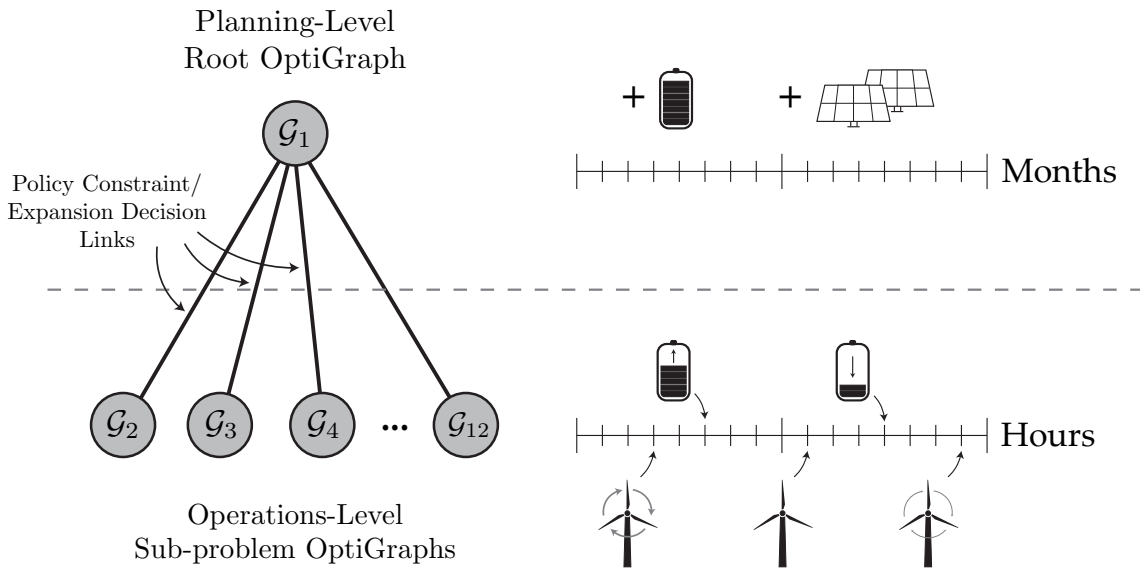 Planning-Level
Root OptiGraph
𝒢₁
Policy Constraint/
Expansion Decision
Links
+
+
Months
𝒢₂
𝒢₃
𝒢₄
...
𝒢₁₂
Hours
Operations-Level
Sub-problem OptiGraphs